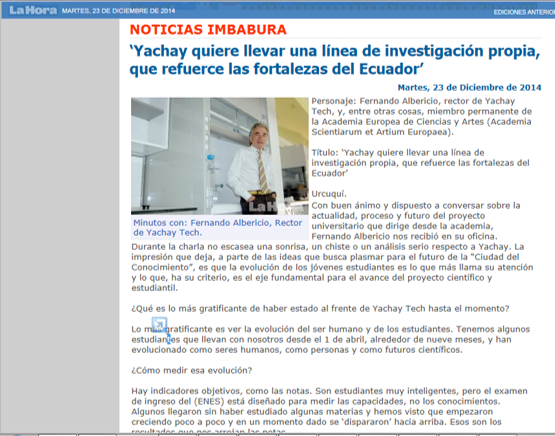 LaHora MARTES, 23 DE DICIEMBRE DE 2014
EDICIONES ANTERIOR
NOTICIAS IMBABURA
‘Yachay quiere llevar una línea de investigación propia,
que refuerce las fortalezas del Ecuador’
Martes, 23 de Diciembre de 2014
LaHora
Minutos con: Fernando Albericio, Rector
de Yachay Tech.
Personaje: Fernando Albericio, rector de Yachay
Tech, y, entre otras cosas, miembro permanente de
la Academia Europea de Ciencias y Artes (Academia
Scientiarum et Artium Europaea).
Título: ‘Yachay quiere llevar una línea de
investigación propia, que refuerce las fortalezas del
Ecuador’
Urcuquí.
Con buen ánimo y dispuesto a conversar sobre la
actualidad, proceso y futuro del proyecto
universitario que dirige desde la academia,
Fernando Albericio nos recibió en su oficina.
Durante la charla no escasea una sonrisa, un chiste o un análisis serio respecto a Yachay. La
impresión que deja, a parte de las ideas que busca plasmar para el futuro de la “Ciudad del
Conocimiento”, es que la evolución de los jóvenes estudiantes es lo que más llama su atención
y lo que, ha su criterio, es el eje fundamental para el avance del proyecto científico y
estudiantil.
¿Qué es lo más gratificante de haber estado al frente de Yachay Tech hasta el momento?
Lo más gratificante es ver la evolución del ser humano y de los estudiantes. Tenemos algunos
estudiantes que llevan con nosotros desde el 1 de abril, alrededor de nueve meses, y han
evolucionado como seres humanos, como personas y como futuros científicos.
¿Cómo medir esa evolución?
Hay indicadores objetivos, como las notas. Son estudiantes muy inteligentes, pero el examen
de ingreso del (ENES) está diseñado para medir las capacidades, no los conocimientos.
Algunos llegaron sin haber estudiado algunas materias y hemos visto que empezaron
creciendo poco a poco y en un momento dado se ‘dispararon’ hacia arriba. Esos son los
resultados que nos arrojan las notas.